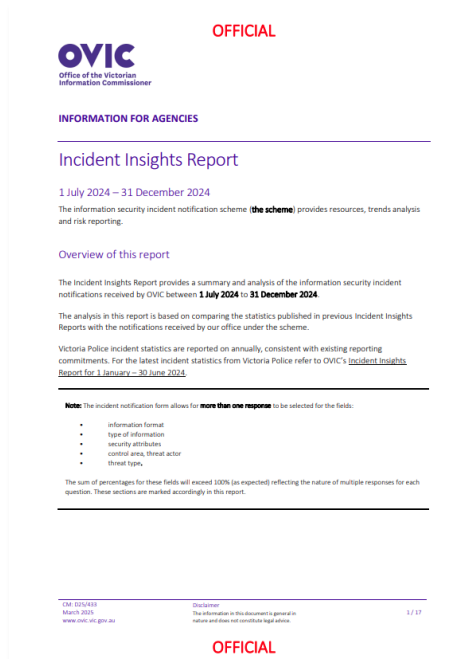 OFFICIAL
OVIC
Office of the Victorian
Information Commissioner
INFORMATION FOR AGENCIES
Incident Insights Report
1 July 2024 – 31 December 2024
The information security incident notification scheme (the scheme) provides resources, trends analysis
and risk reporting.
Overview of this report
The Incident Insights Report provides a summary and analysis of the information security incident
notifications received by OVIC between 1 July 2024 to 31 December 2024.
The analysis in this report is based on comparing the statistics published in previous Incident Insights
Reports with the notifications received by our office under the scheme.
Victoria Police incident statistics are reported on annually, consistent with existing reporting
commitments. For the latest incident statistics from Victoria Police refer to OVIC's Incident Insights
Report for 1 January – 30 June 2024.
Note: The incident notification form allows for more than one response to be selected for the fields:
• information format
• type of information
• security attributes
• control area, threat actor
• threat type.
The sum of percentages for these fields will exceed 100% (as expected) reflecting the nature of multiple responses for each
question. These sections are marked accordingly in this report.
CM: D25/433
March 2025
www.ovic.vic.gov.au
Disclaimer
The information in this document is general in
nature and does not constitute legal advice.
1 / 17
OFFICIAL